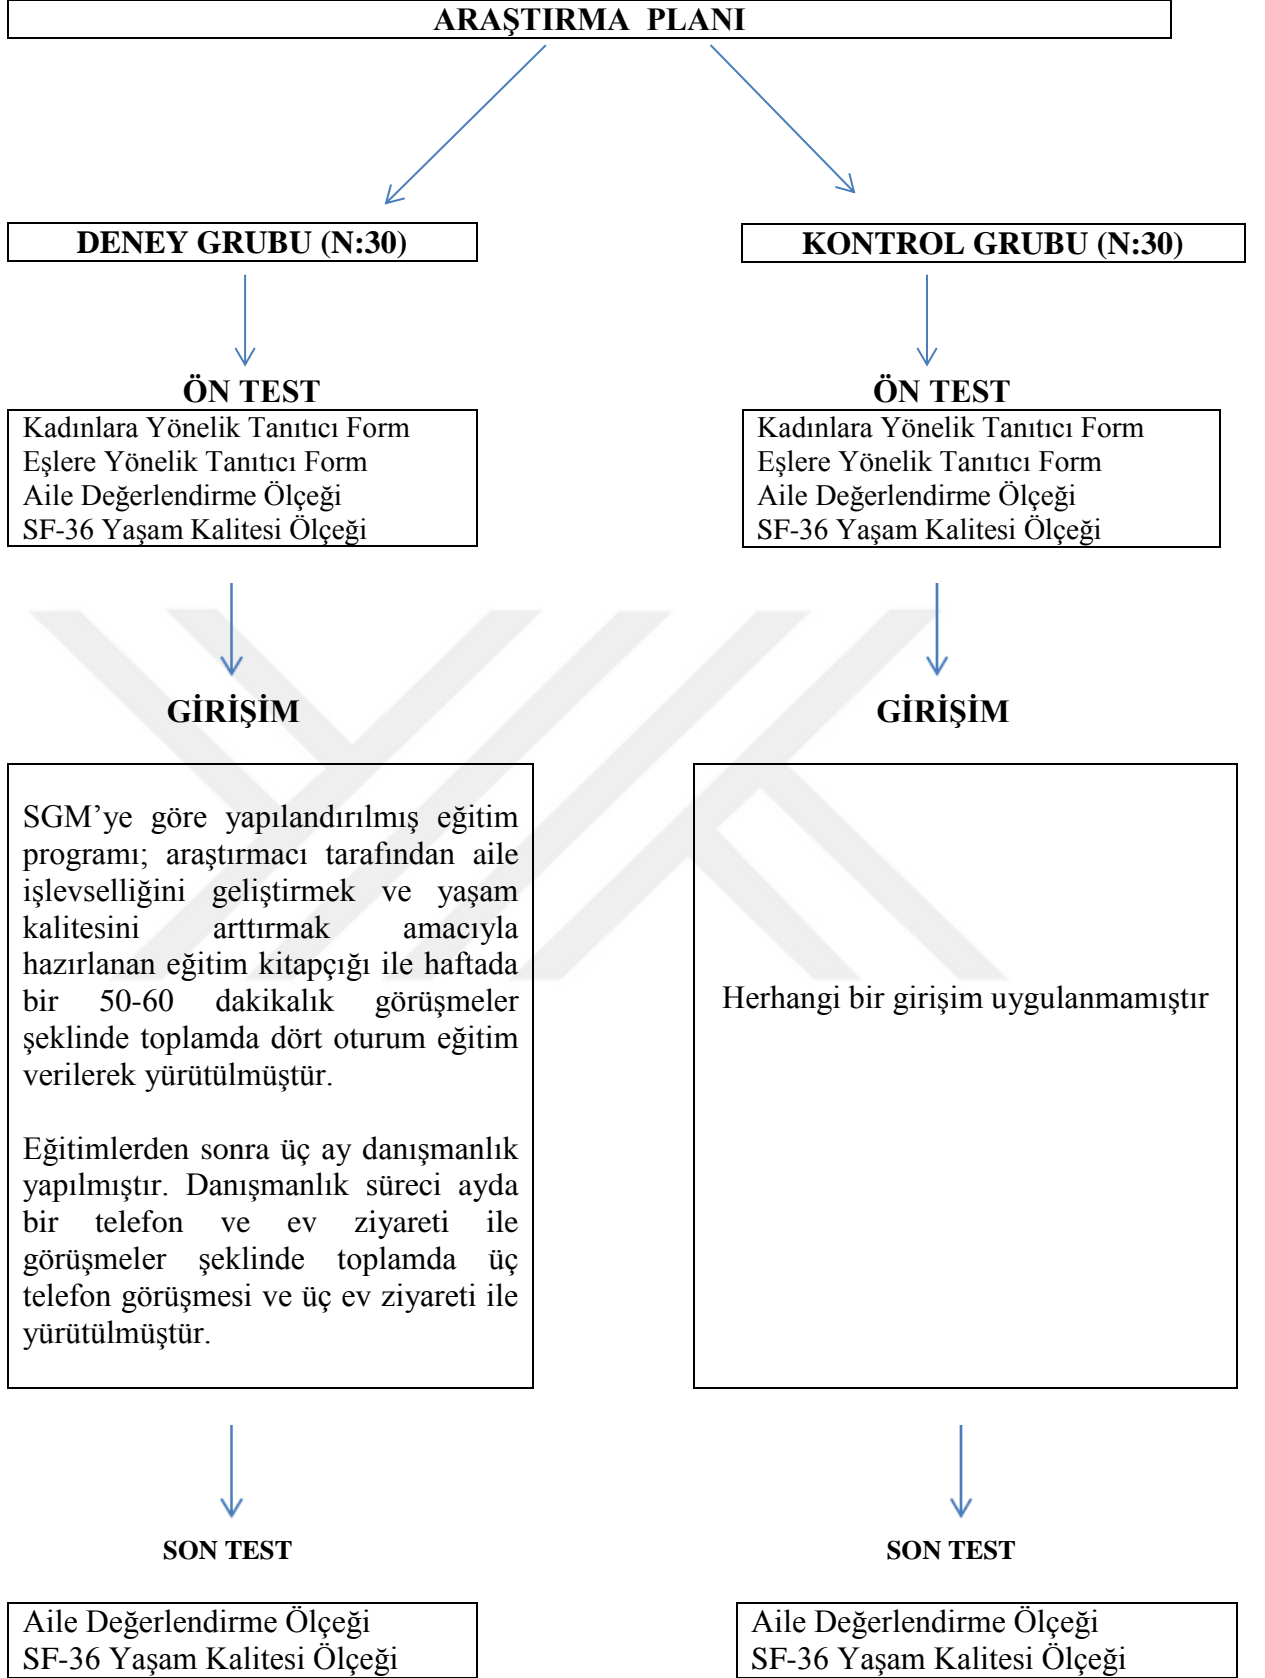 ARAŞTIRMA PLANI
DENEY GRUBU (N:30)
KONTROL GRUBU (N:30)
ÖN TEST
Kadınlara Yönelik Tanıtıcı Form
Eşlere Yönelik Tanıtıcı Form
Aile Değerlendirme Ölçeği
SF-36 Yaşam Kalitesi Ölçeği
ÖN TEST
Kadınlara Yönelik Tanıtıcı Form
Eşlere Yönelik Tanıtıcı Form
Aile Değerlendirme Ölçeği
SF-36 Yaşam Kalitesi Ölçeği
GİRİŞİM
SGM’ye göre yapılandırılmış eğitim
programı; araştırmacı tarafından aile
işlevselliğini geliştirmek ve yaşam
kalitesini arttırmak amacıyla
hazırlanan eğitim kitapçığı ile haftada
bir 50-60 dakikalık görüşmeler
şeklinde toplamda dört oturum eğitim
verilerek yürütülmüştür.
Eğitimlerden sonra üç ay danışmanlık
yapılmıştır. Danışmanlık süreci ayda
bir telefon ve ev ziyareti ile
görüşmeler şeklinde toplamda üç
telefon görüşmesi ve üç ev ziyareti ile
yürütülmüştür.
GİRİŞİM
Herhangi bir girişim uygulanmamıştır
SON TEST
Aile Değerlendirme Ölçeği
SF-36 Yaşam Kalitesi Ölçeği
SON TEST
Aile Değerlendirme Ölçeği
SF-36 Yaşam Kalitesi Ölçeği